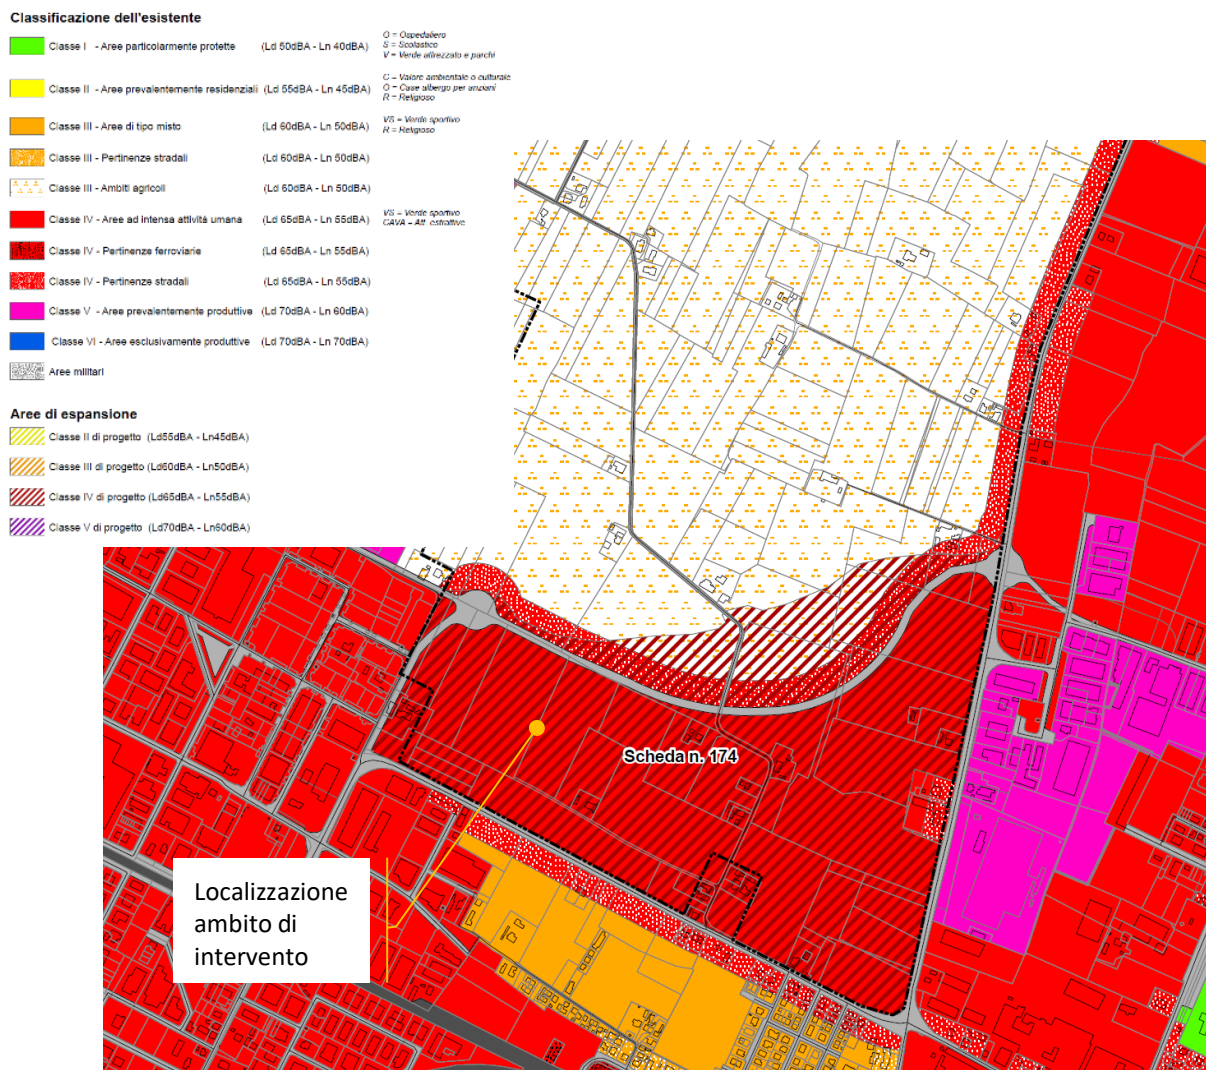 Classificazione dell'esistente
Classe I - Aree particolarmente protette (Ld 50dBA - Ln 40dBA)
O = Ospedaliero
S = Scolastico
V = Verde attrezzato e parchi
Classe II - Aree prevalentemente residenziali (Ld 55dBA - Ln 45dBA)
C = Valore ambientale o culturale
O = Case albergo per anziani
R = Religioso
Classe III - Aree di tipo misto (Ld 60dBA - Ln 50dBA)
VS = Verde sportivo
R = Religioso
Classe III - Pertinenze stradali (Ld 60dBA - Ln 50dBA)
Classe III - Ambiti agricoli (Ld 60dBA - Ln 50dBA)
Classe IV - Aree ad intensa attività umana (Ld 65dBA - Ln 55dBA)
VS = Verde sportivo
CAVA = Att. estrattive
Classe IV - Pertinenze ferroviarie (Ld 65dBA - Ln 55dBA)
Classe IV - Pertinenze stradali (Ld 65dBA - Ln 55dBA)
Classe V - Aree prevalentemente produttive (Ld 70dBA - Ln 60dBA)
Classe VI - Aree esclusivamente produttive (Ld 70dBA - Ln 70dBA)
Aree militari
Aree di espansione
Classe II di progetto (Ld55dBA - Ln45dBA)
Classe III di progetto (Ld60dBA - Ln50dBA)
Classe IV di progetto (Ld65dBA - Ln55dBA)
Classe V di progetto (Ld70dBA - Ln60dBA)
Scheda n. 174
Localizzazione
ambito di
intervento